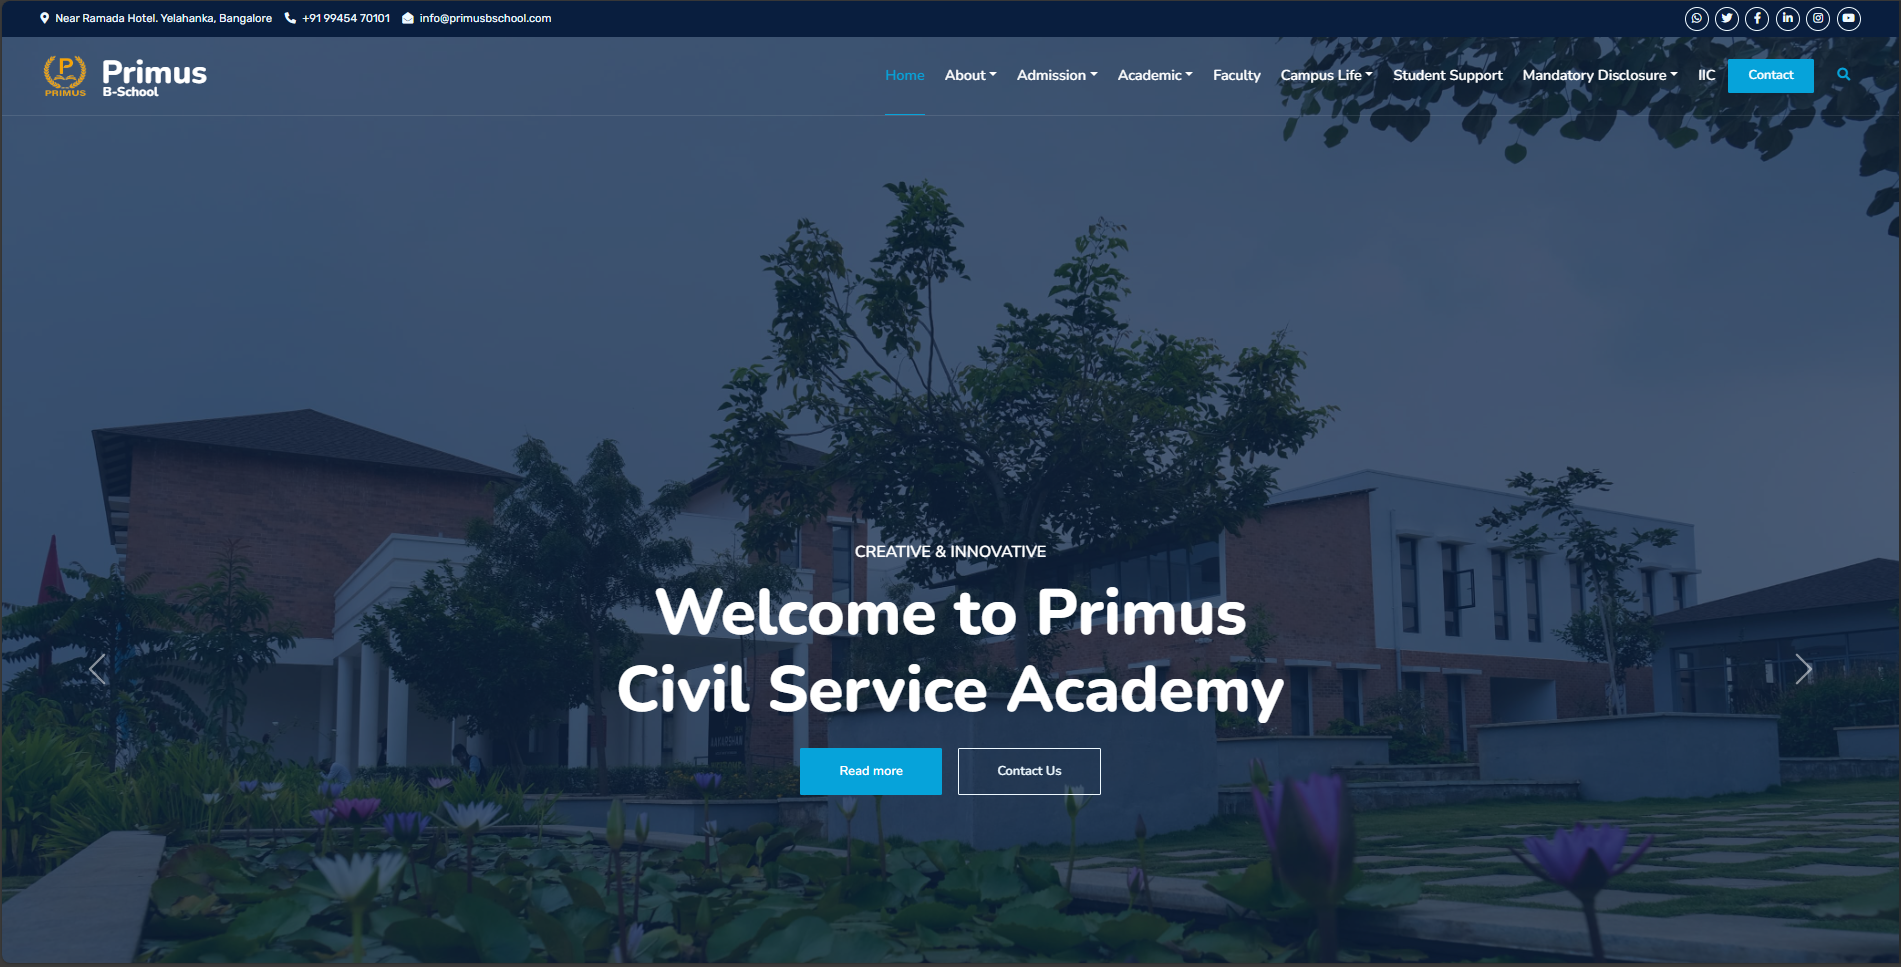 Near Ramada Hotel. Yelahanka, Bangalore +91 99454 70101 info@primusbschool.com
P
PRIMUS
Primus
B-School
Home About Admission Academic Faculty Campus Life Student Support Mandatory Disclosure IIC Contact
CREATIVE & INNOVATIVE
Welcome to Primus
Civil Service Academy
Read more Contact Us